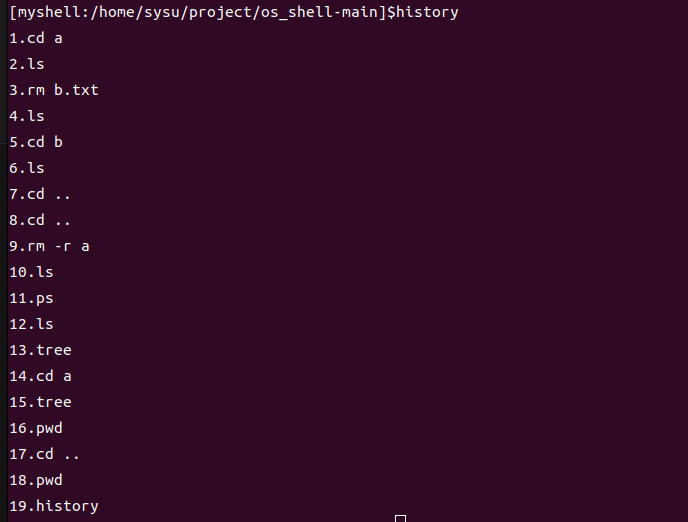 [myshell:/home/sysu/project/os_shell-main]$history
1.cd a
2.ls
3.rm b.txt
4.ls
5.cd b
6.ls
7.cd ..
8.cd ..
9.rm -r a
10.ls
11.ps
12.ls
13.tree
14.cd a
15.tree
16.pwd
17.cd ..
18.pwd
19.history